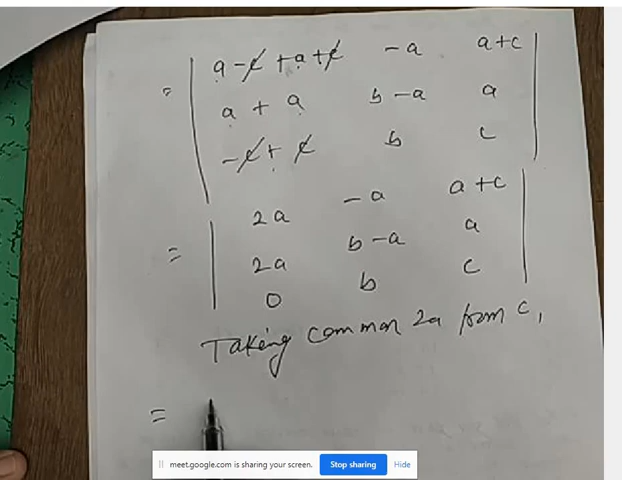 = | a - c + a + c   - a   a + c |
a + a   b - a   a
- c + c   b   c
= | 2a   - a   a + c |
2a   b - a   a
0   b   c
Taking common 2a from C1
=
meet.google.com is sharing your screen. Stop sharing Hide